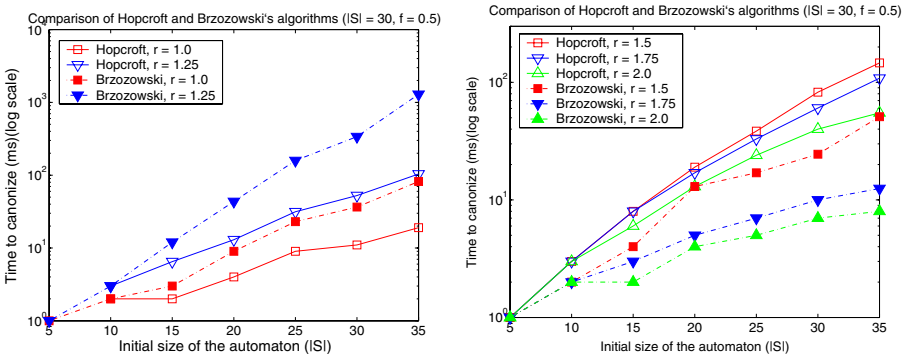 Comparison of Hopcroft and Brzozowski's algorithms (|S| = 30, f = 0.5)
10^4
10^3
10^2
10^1
10^0
Time to canonize (ms)(log scale)
Hopcroft, r = 1.0
Hopcroft, r = 1.25
Brzozowski, r = 1.0
Brzozowski, r = 1.25
5 10 15 20 25 30 35
Initial size of the automaton (|S|)
Comparison of Hopcroft and Brzozowski's algorithms (|S| = 30, f = 0.5)
10^2
10^1
10^0
Time to canonize (ms)(log scale)
Hopcroft, r = 1.5
Hopcroft, r = 1.75
Hopcroft, r = 2.0
Brzozowski, r = 1.5
Brzozowski, r = 1.75
Brzozowski, r = 2.0
5 10 15 20 25 30 35
Initial size of the automaton (|S|)